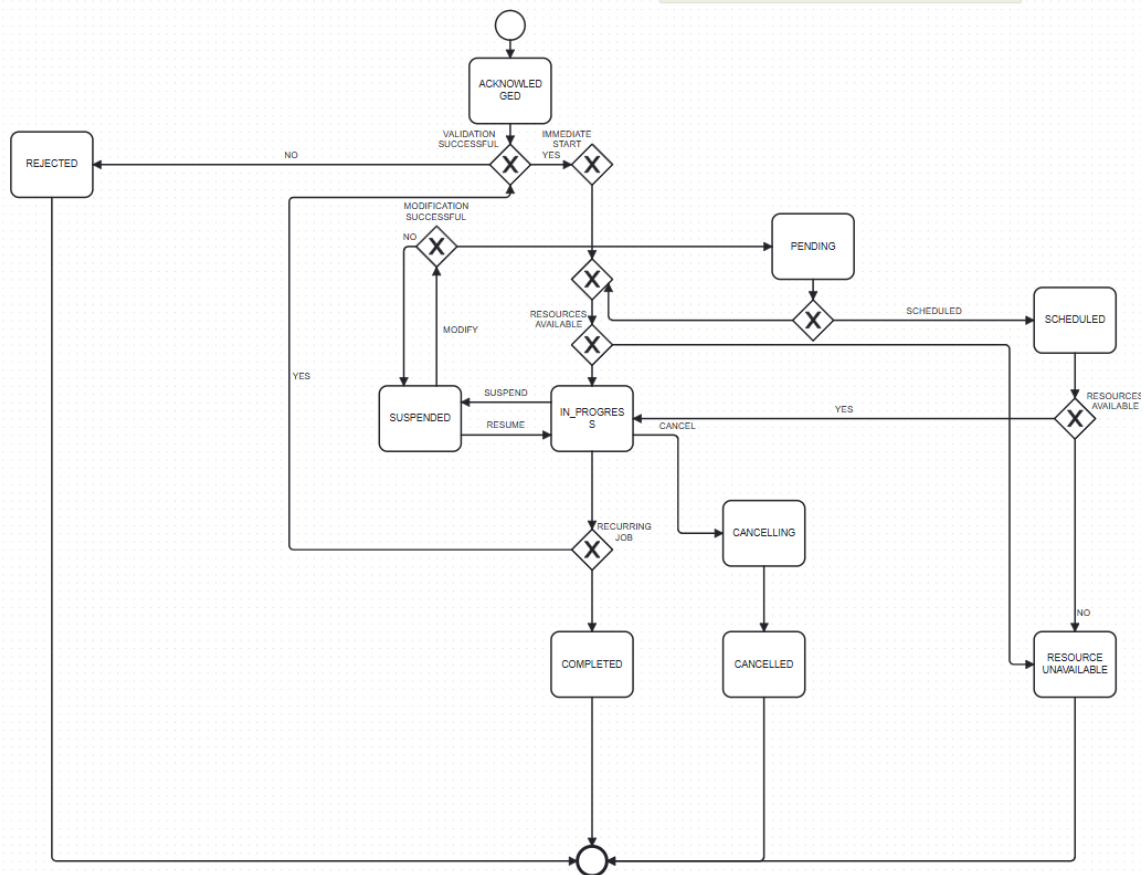 ACKNOWLED
GED
VALIDATION
SUCCESSFUL
IMMEDIATE
START
YES
NO
REJECTED
MODIFICATION
SUCCESSFUL
NO
PENDING
RESOURCES
AVAILABLE
SCHEDULED
SCHEDULED
MODIFY
YES
SUSPENDED
SUSPEND
RESUME
IN_PROGRES
S
CANCEL
YES
RESOURCES
AVAILABLE
RECURRING
JOB
CANCELLING
NO
COMPLETED
CANCELLED
RESOURCE
UNAVAILABLE